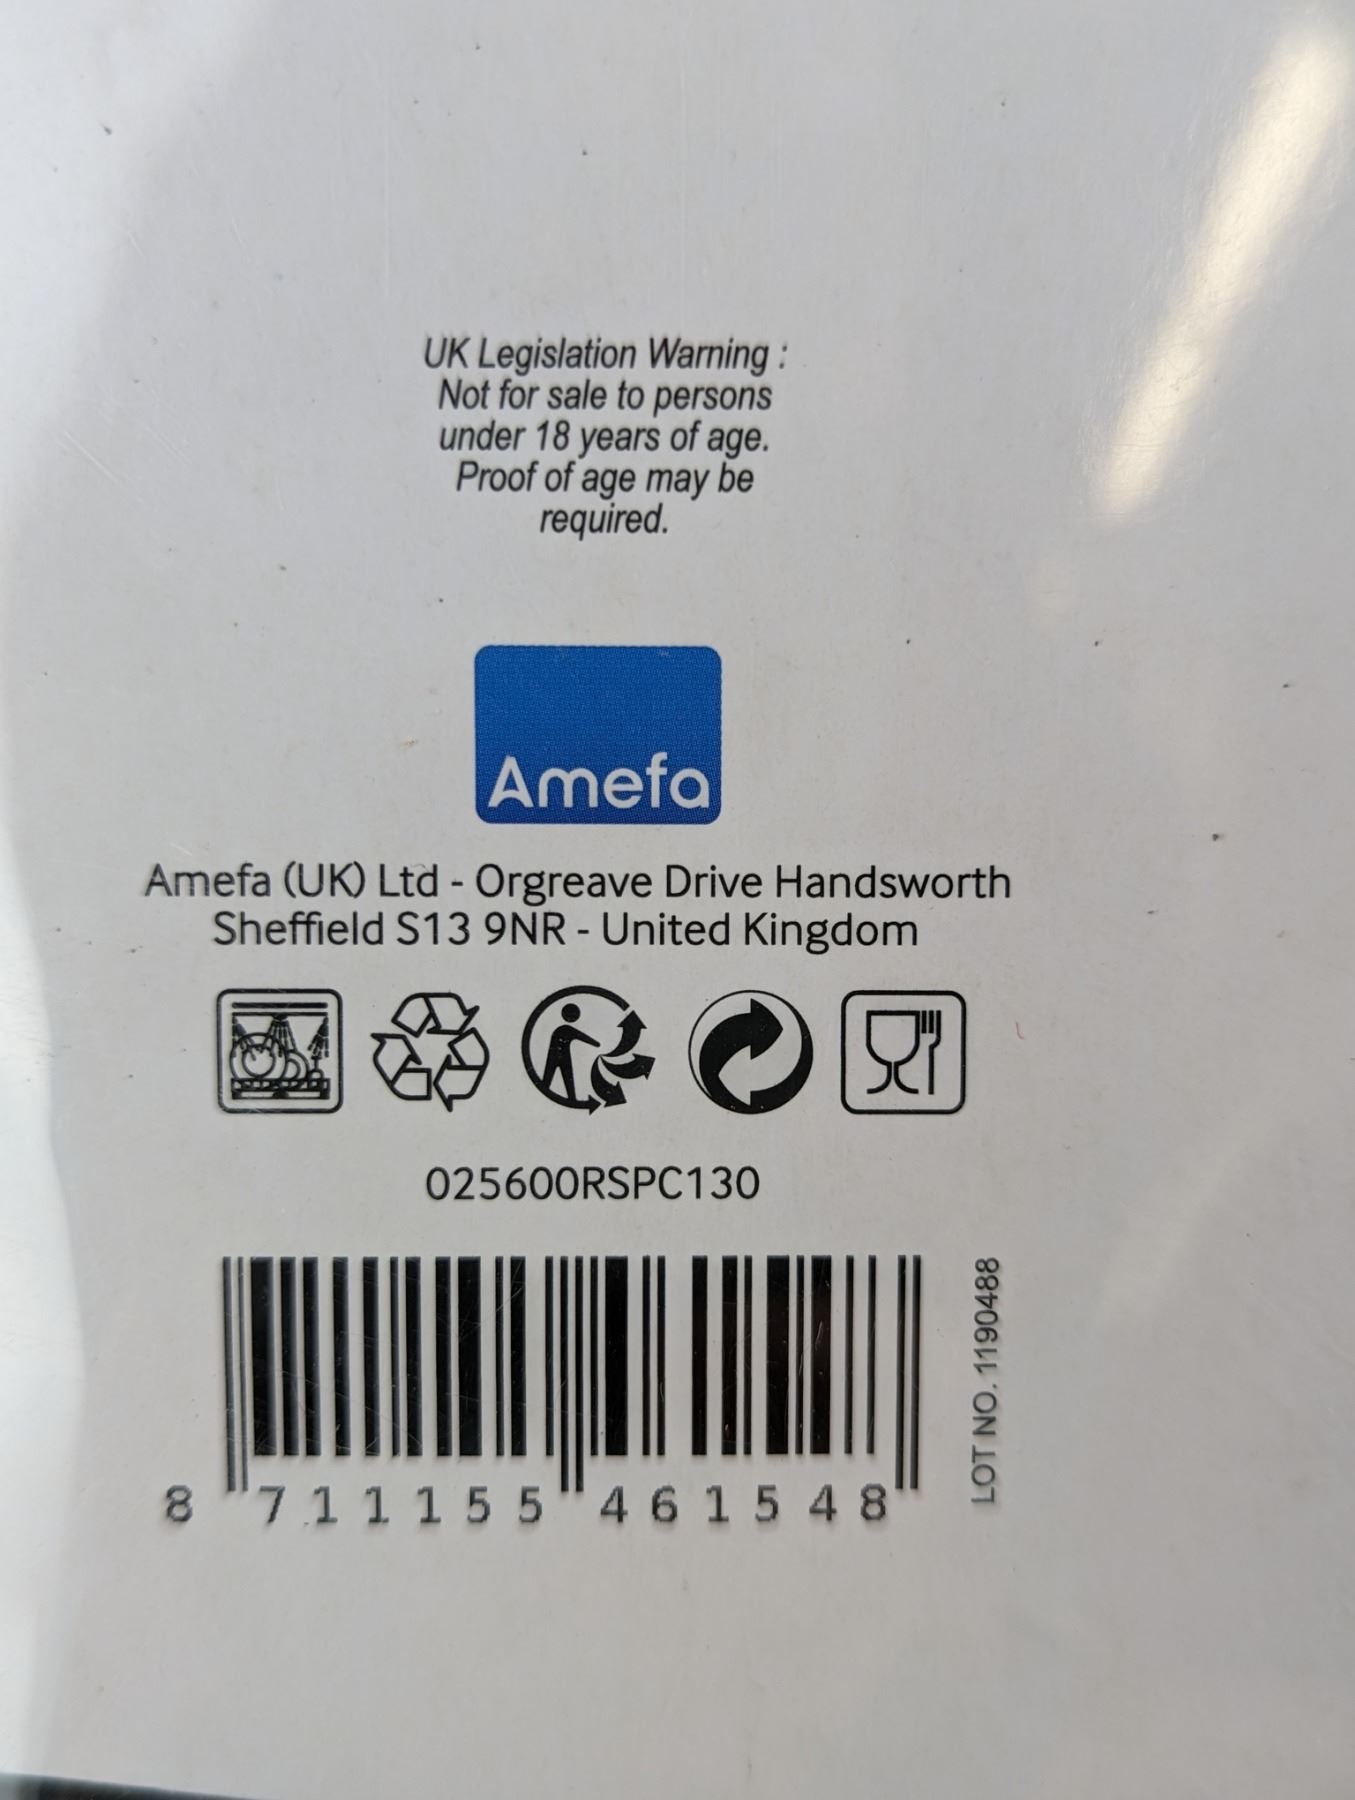 UK Legislation Warning :
Not for sale to persons
under 18 years of age.
Proof of age may be
required.
Amefa
Amefa (UK) Ltd - Orgreave Drive Handsworth
Sheffield S13 9NR - United Kingdom
025600RSPC130
8 711155 461548
LOT NO. 1190488